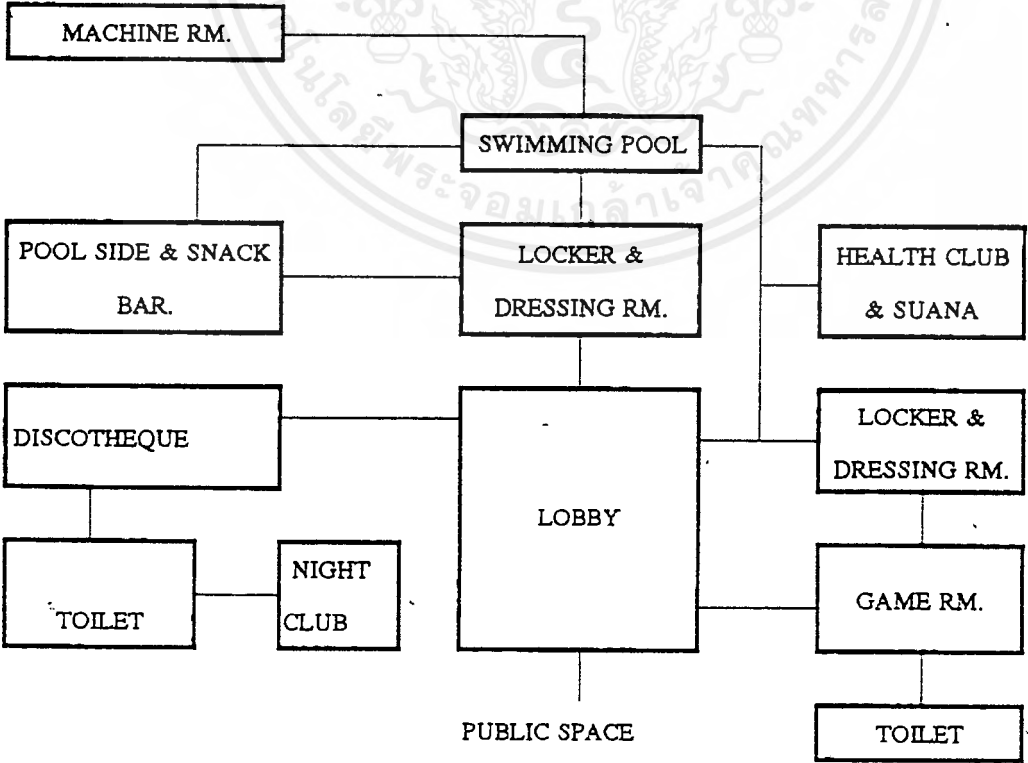 MACHINE RM.
SWIMMING POOL
POOL SIDE & SNACK
BAR.
LOCKER &
DRESSING RM.
HEALTH CLUB
& SUANA
DISCOTHEQUE
LOBBY
LOCKER &
DRESSING RM.
TOILET
NIGHT
CLUB
GAME RM.
PUBLIC SPACE
TOILET